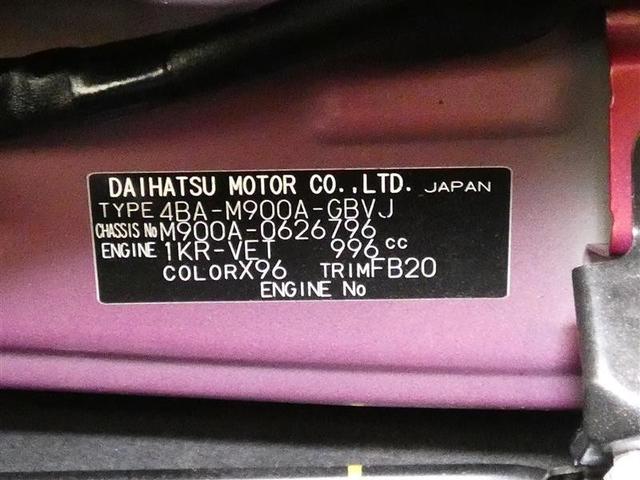 DAIHATSU MOTOR CO.,LTD. JAPAN
TYPE 4BA-M900A-GBVJ
CHASSIS No M900A-0626796
ENGINE 1KR-VET 996 cc
COLOR X96 TRIM FB20
ENGINE No